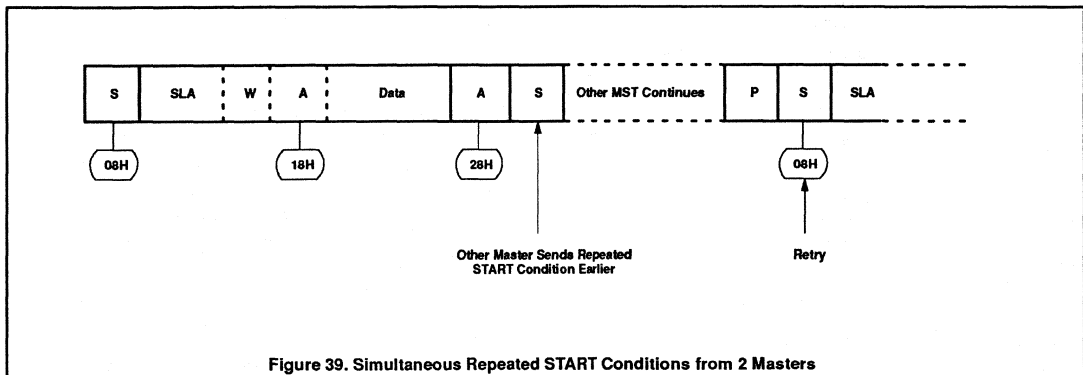 S SLA W A Data A S Other MST Continues P S SLA
08H 18H 28H 08H
Other Master Sends Repeated
START Condition Earlier
Retry
Figure 39. Simultaneous Repeated START Conditions from 2 Masters